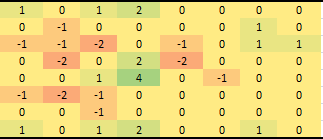 1 0 1 2 0 0 0 0
0 -1 0 0 0 0 1 0
-1 -1 -2 0 -1 0 1 1
0 -2 0 2 -2 0 0 0
0 0 1 4 0 -1 0 0
-1 -2 -1 0 0 0 0 0
0 0 -1 0 0 0 0 0
1 0 1 2 0 0 1 0